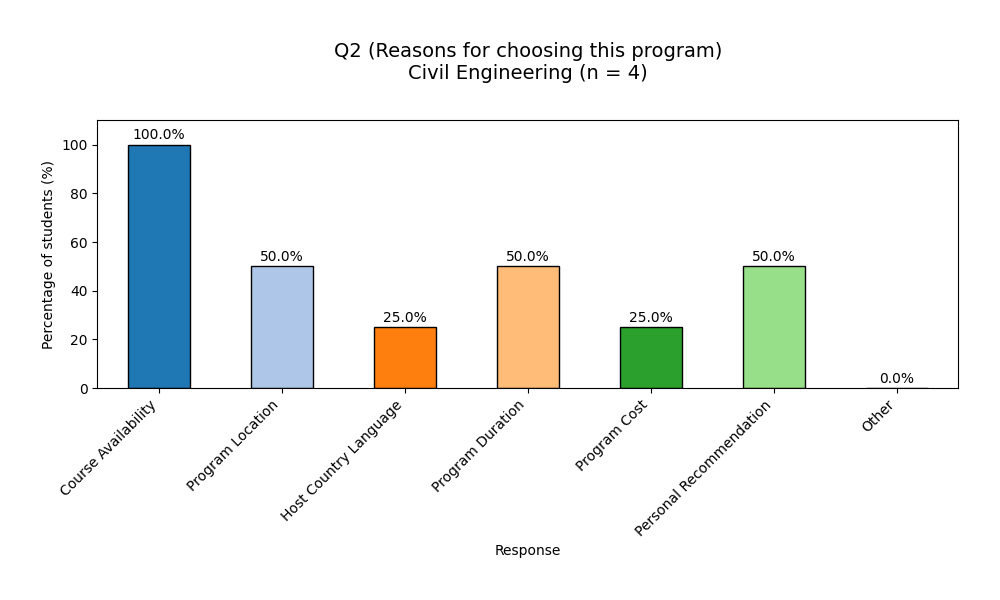 Q2 (Reasons for choosing this program)
Civil Engineering (n = 4)
Percentage of students (%)
100
80
60
40
20
0
100.0%
50.0%
25.0%
50.0%
25.0%
50.0%
0.0%
Course Availability
Program Location
Host Country Language
Program Duration
Program Cost
Personal Recommendation
Other
Response